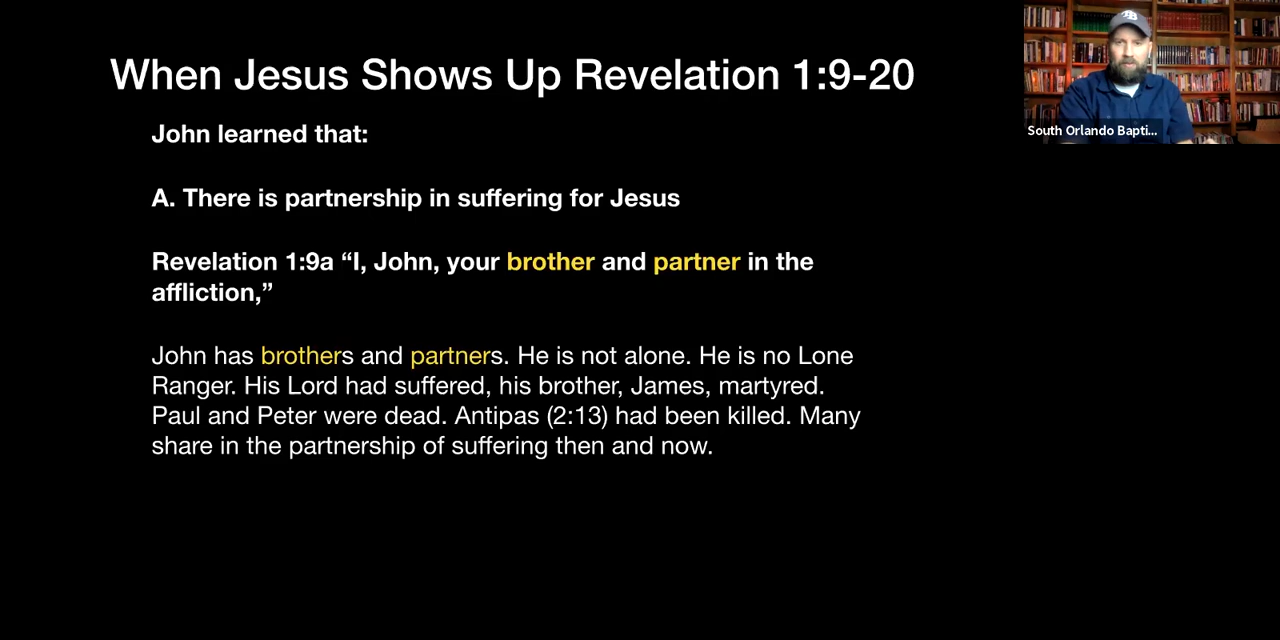 When Jesus Shows Up Revelation 1:9-20
South Orlando Bapti...
John learned that:
A. There is partnership in suffering for Jesus
Revelation 1:9a “I, John, your brother and partner in the
affliction,”
John has brothers and partners. He is not alone. He is no Lone
Ranger. His Lord had suffered, his brother, James, martyred.
Paul and Peter were dead. Antipas (2:13) had been killed. Many
share in the partnership of suffering then and now.